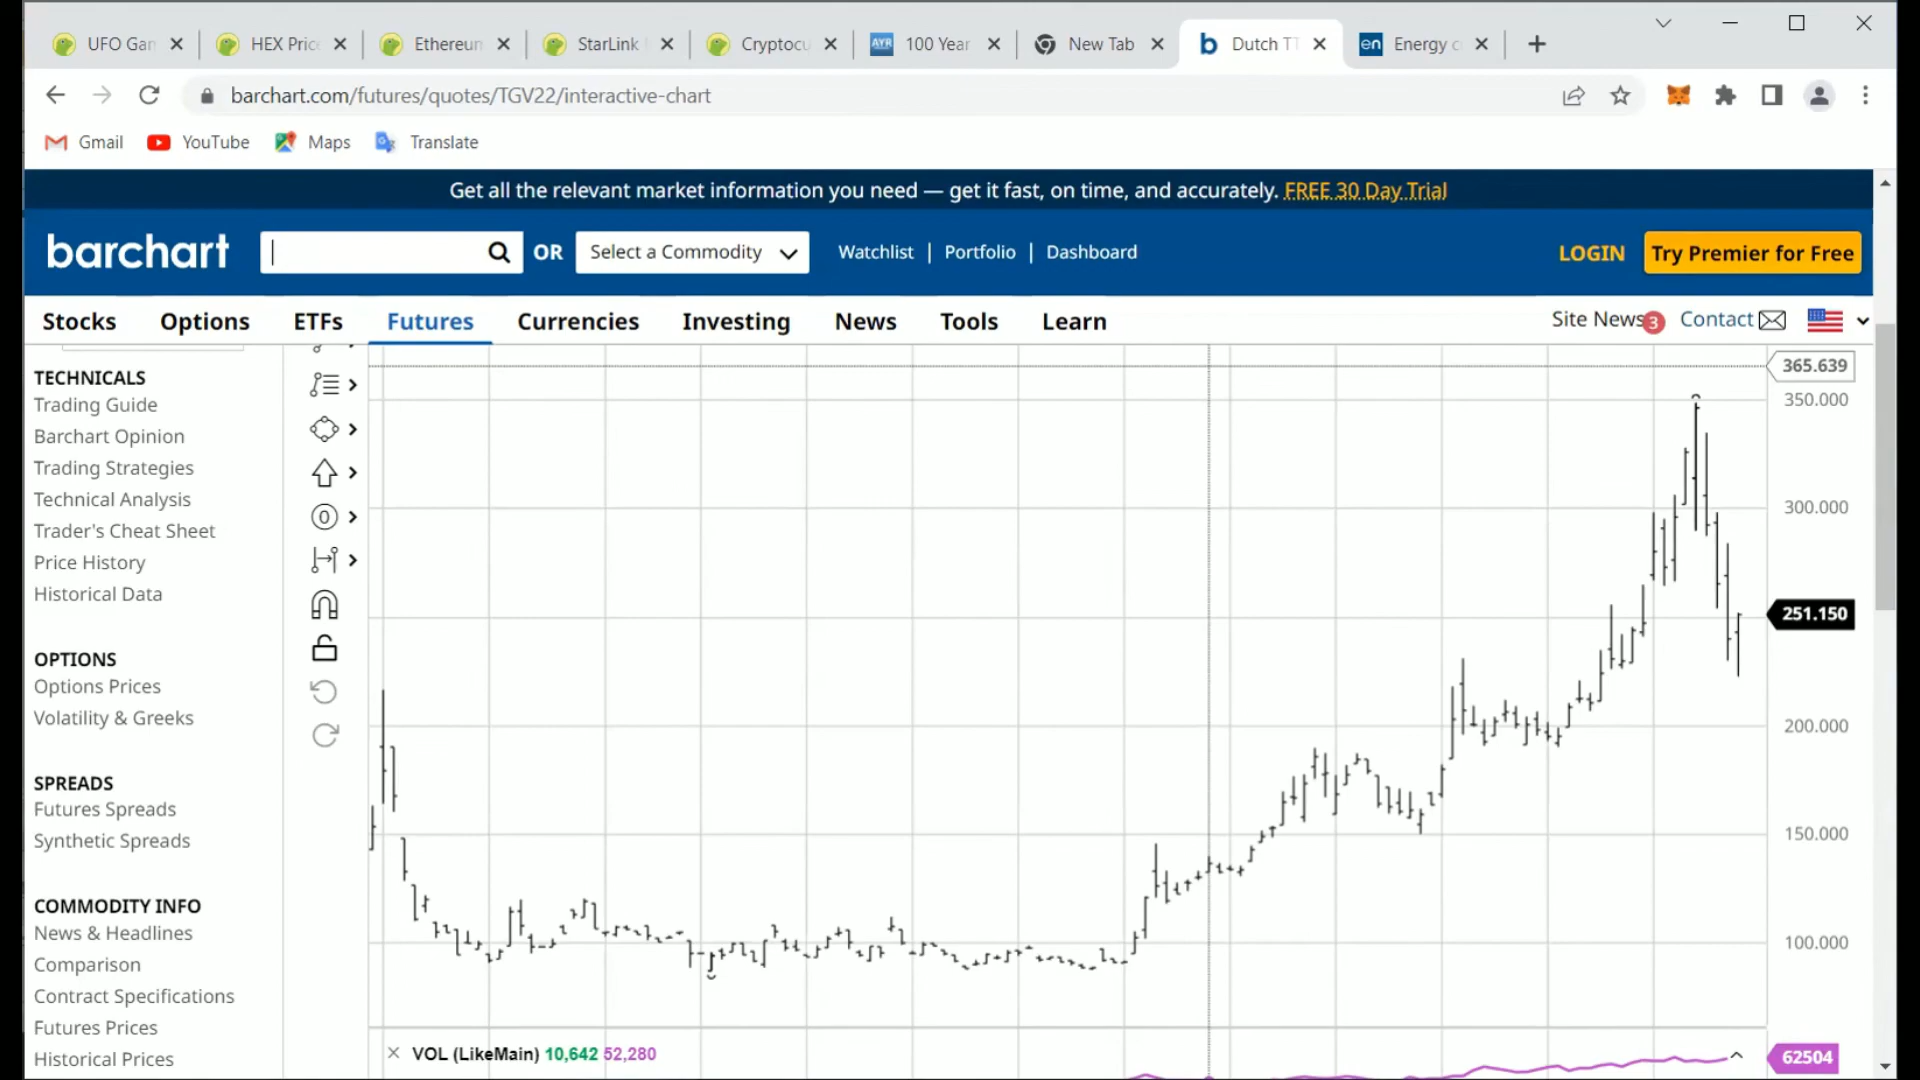 UFO Gam
HEX Pric
Ethereum
StarLink
Cryptocu
AYR
100 Year
New Tab
Dutch TT
en
Energy c
barchart.com/futures/quotes/TGV22/interactive-chart
Gmail
YouTube
Maps
Translate
Get all the relevant market information you need — get it fast, on time, and accurately. FREE 30 Day Trial
barchart
OR
Select a Commodity
Watchlist | Portfolio | Dashboard
LOGIN
Try Premier for Free
Stocks
Options
ETFs
Futures
Currencies
Investing
News
Tools
Learn
Site News
3
Contact
TECHNICALS
Trading Guide
Barchart Opinion
Trading Strategies
Technical Analysis
Trader's Cheat Sheet
Price History
Historical Data
OPTIONS
Options Prices
Volatility & Greeks
SPREADS
Futures Spreads
Synthetic Spreads
COMMODITY INFO
News & Headlines
Comparison
Contract Specifications
Futures Prices
Historical Prices
365.639
350.000
300.000
251.150
200.000
150.000
100.000
VOL (LikeMain) 10,642 52,280
62504